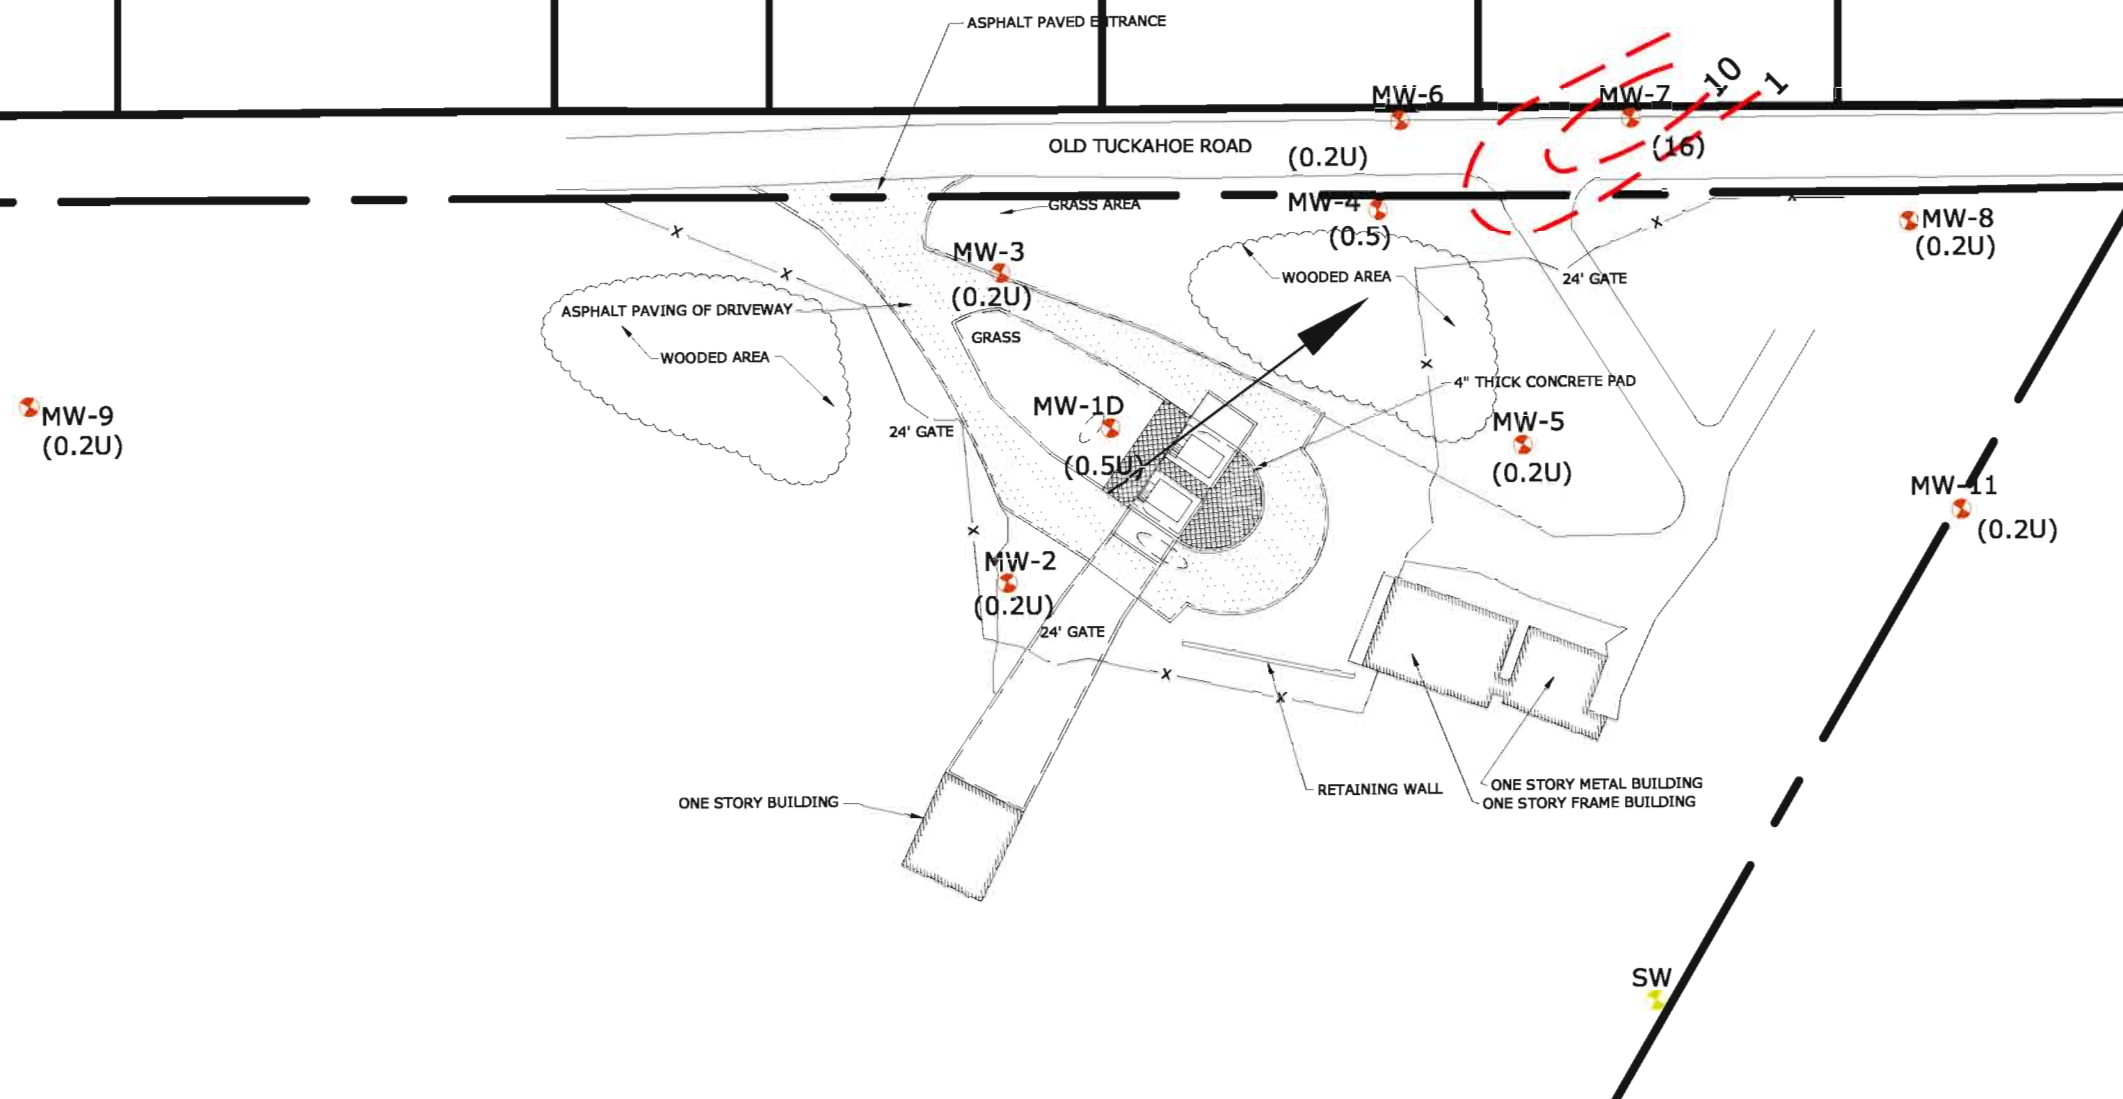 ASPHALT PAVED ENTRANCE
10
1
MW-6
MW-7
OLD TUCKAHOE ROAD
(0.2U)
(16)
GRASS AREA
MW-4
(0.5)
MW-8
(0.2U)
X
X
X
X
MW-3
(0.2U)
WOODED AREA
24' GATE
ASPHALT PAVING OF DRIVEWAY
GRASS
WOODED AREA
X
4" THICK CONCRETE PAD
MW-9
(0.2U)
MW-1D
(0.5U)
24' GATE
MW-5
(0.2U)
MW-11
(0.2U)
X
MW-2
(0.2U)
24' GATE
X
X
ONE STORY BUILDING
RETAINING WALL
ONE STORY METAL BUILDING
ONE STORY FRAME BUILDING
SW